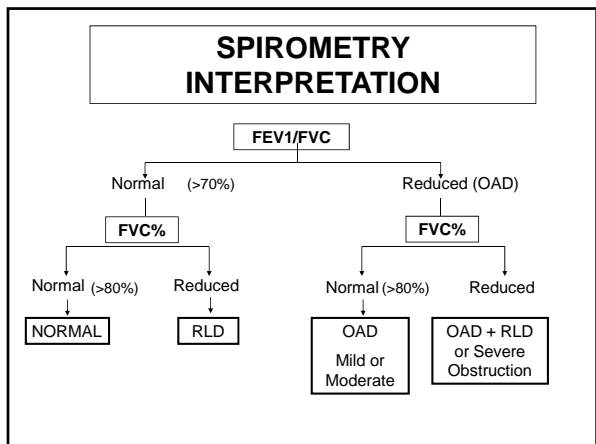 SPIROMETRY
INTERPRETATION
FEV1/FVC
Normal (>70%)
Reduced (OAD)
FVC%
FVC%
Normal (>80%)
Reduced
Normal (>80%)
Reduced
NORMAL
RLD
OAD
Mild or
Moderate
OAD + RLD
or Severe
Obstruction